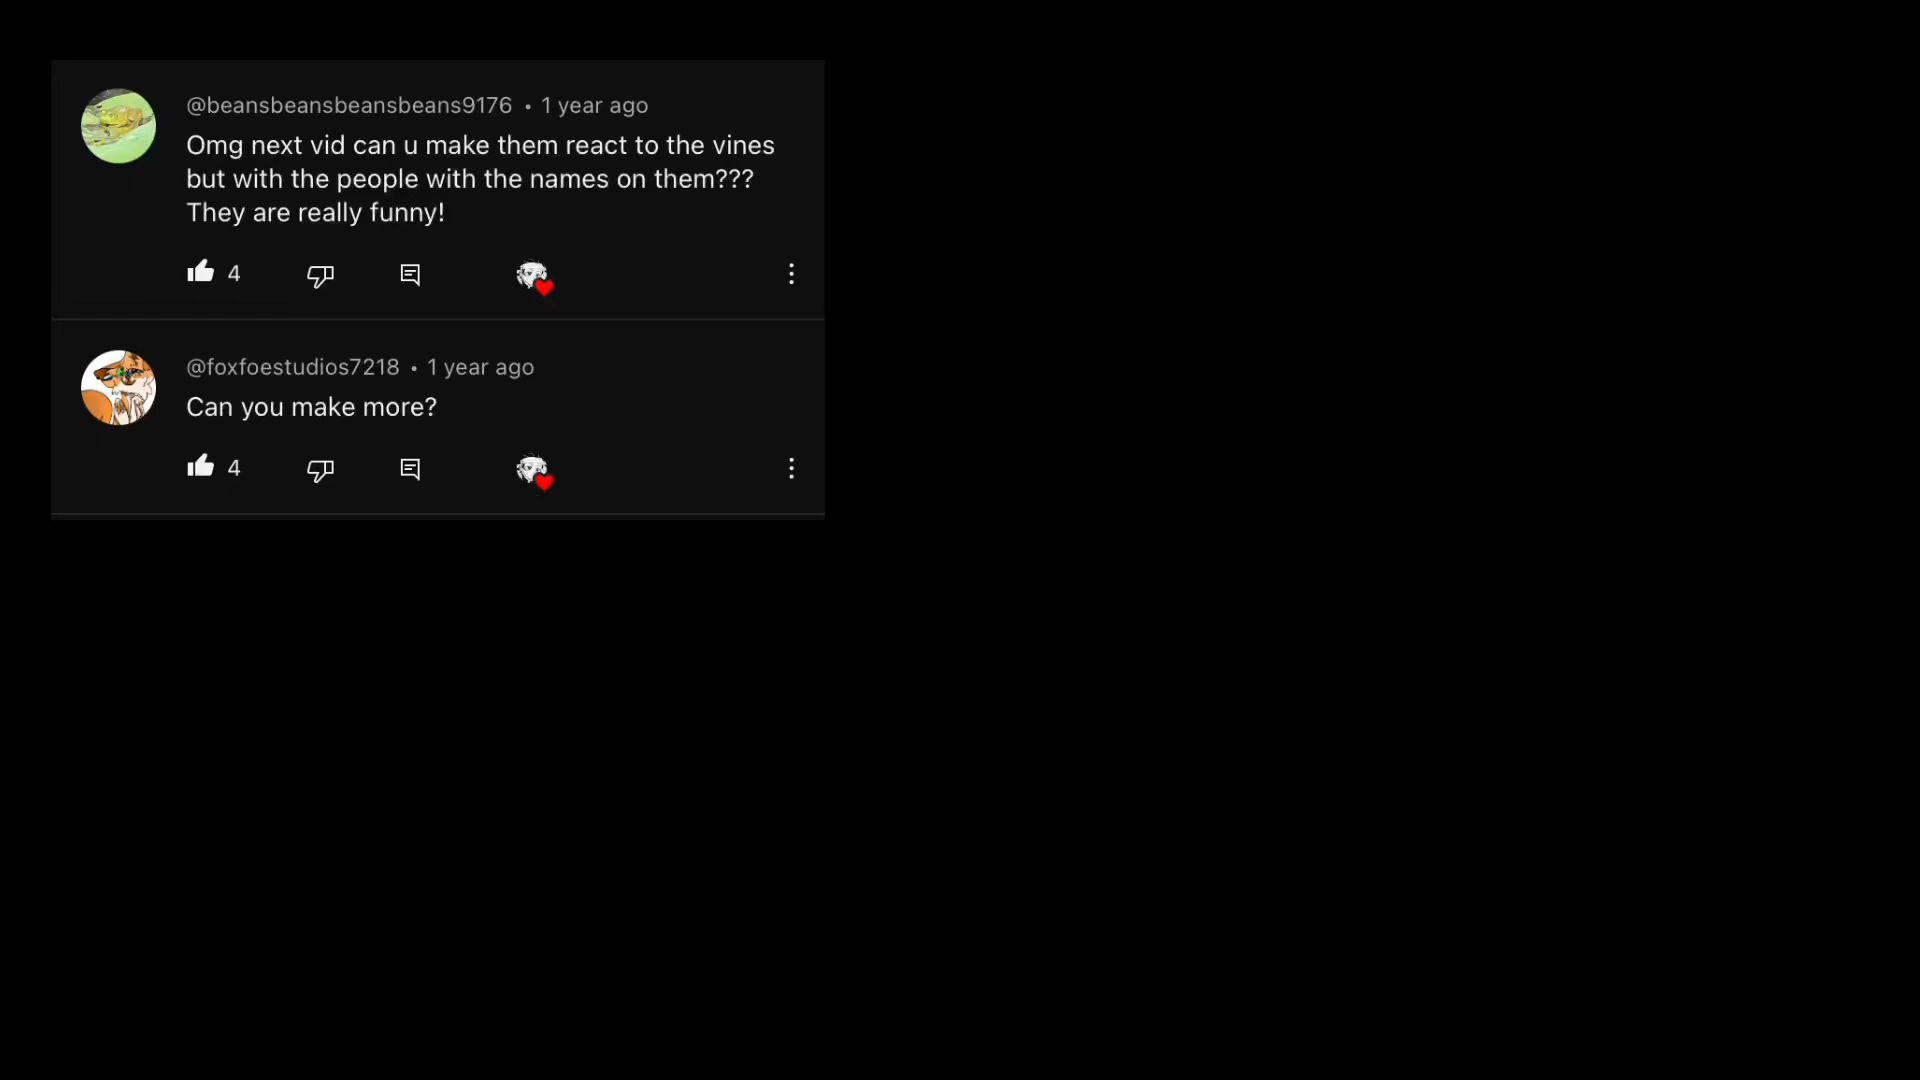 @beansbeansbeansbeans9176 • 1 year ago
Omg next vid can u make them react to the vines
but with the people with the names on them???
They are really funny!
4
@foxfoestudios7218 • 1 year ago
Can you make more?
4